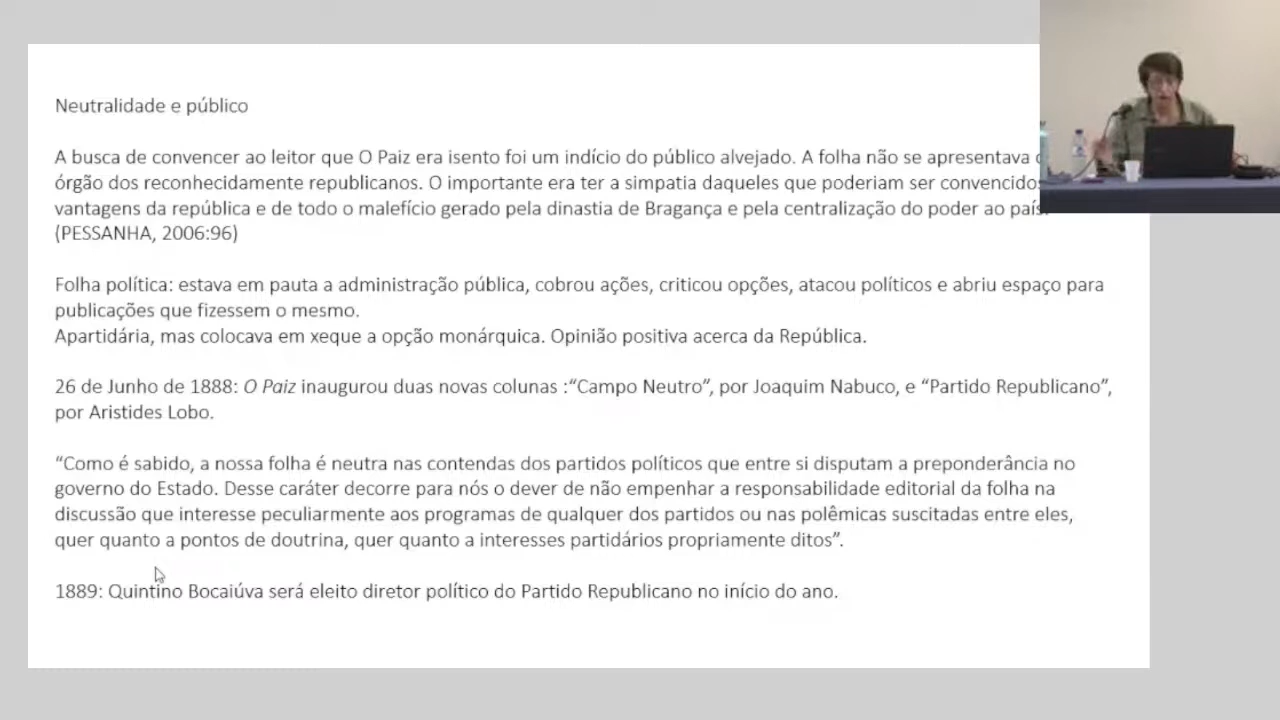 Neutralidade e público
A busca de convencer ao leitor que O Paiz era isento foi um indício do público alvejado. A folha não se apresentava
órgão dos reconhecidamente republicanos. O importante era ter a simpatia daqueles que poderiam ser convencidos
vantagens da república e de todo o malefício gerado pela dinastia de Bragança e pela centralização do poder ao país.
(PESSANHA, 2006:96)
Folha política: estava em pauta a administração pública, cobrou ações, criticou opções, atacou políticos e abriu espaço para
publicações que fizessem o mesmo.
Apartidária, mas colocava em xeque a opção monárquica. Opinião positiva acerca da República.
26 de Junho de 1888: O Paiz inaugurou duas novas colunas :“Campo Neutro”, por Joaquim Nabuco, e “Partido Republicano”,
por Aristides Lobo.
“Como é sabido, a nossa folha é neutra nas contendas dos partidos políticos que entre si disputam a preponderância no
governo do Estado. Desse caráter decorre para nós o dever de não empenhar a responsabilidade editorial da folha na
discussão que interesse peculiarmente aos programas de qualquer dos partidos ou nas polêmicas suscitadas entre eles,
quer quanto a pontos de doutrina, quer quanto a interesses partidários propriamente ditos”.
1889: Quintino Bocaiúva será eleito diretor político do Partido Republicano no início do ano.